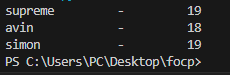 supreme - 19
avin - 18
simon - 19
PS C:\Users\PC\Desktop\focp>